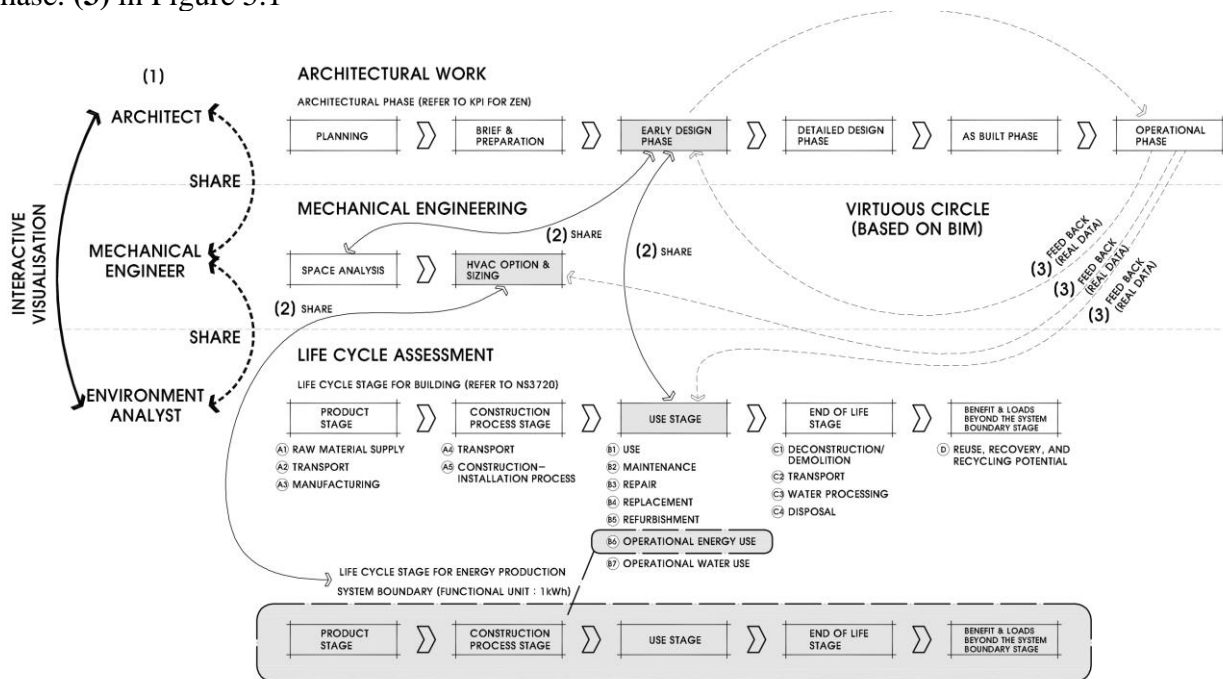 hase. (3) in Figure 3.1
(1)
ARCHITECTURAL WORK
ARCHITECTURAL PHASE (REFER TO KPI FOR ZEN)
ARCHITECT
PLANNING
BRIEF &
PREPARATION
EARLY DESIGN
PHASE
DETAILED DESIGN
PHASE
AS BUILT PHASE
OPERATIONAL
PHASE
SHARE
INTERACTIVE
VISUALISATION
MECHANICAL ENGINEERING
VIRTUOUS CIRCLE
(BASED ON BIM)
MECHANICAL
ENGINEER
SPACE ANALYSIS
HVAC OPTION &
SIZING
(2) SHARE
(2) SHARE
(2) SHARE
(3) FEED BACK
(REAL DATA)
(3) FEED BACK
(REAL DATA)
(3) FEED BACK
(REAL DATA)
SHARE
LIFE CYCLE ASSESSMENT
LIFE CYCLE STAGE FOR BUILDING (REFER TO NS3720)
ENVIRONMENT
ANALYST
PRODUCT
STAGE
CONSTRUCTION
PROCESS STAGE
USE STAGE
END OF LIFE
STAGE
BENEFIT & LOADS
BEYOND THE SYSTEM
BOUNDARY STAGE
A1 RAW MATERIAL SUPPLY
A2 TRANSPORT
A3 MANUFACTURING
A4 TRANSPORT
A5 CONSTRUCTION-
INSTALLATION PROCESS
B1 USE
B2 MAINTENANCE
B3 REPAIR
B4 REPLACEMENT
B5 REFURBISHMENT
B6 OPERATIONAL ENERGY USE
B7 OPERATIONAL WATER USE
C1 DECONSTRUCTION/
DEMOLITION
C2 TRANSPORT
C3 WATER PROCESSING
C4 DISPOSAL
D REUSE, RECOVERY, AND
RECYCLING POTENTIAL
LIFE CYCLE STAGE FOR ENERGY PRODUCTION
SYSTEM BOUNDARY (FUNCTIONAL UNIT : 1kWh)
PRODUCT
STAGE
CONSTRUCTION
PROCESS STAGE
USE STAGE
END OF LIFE
STAGE
BENEFIT & LOADS
BEYOND THE SYSTEM
BOUNDARY STAGE